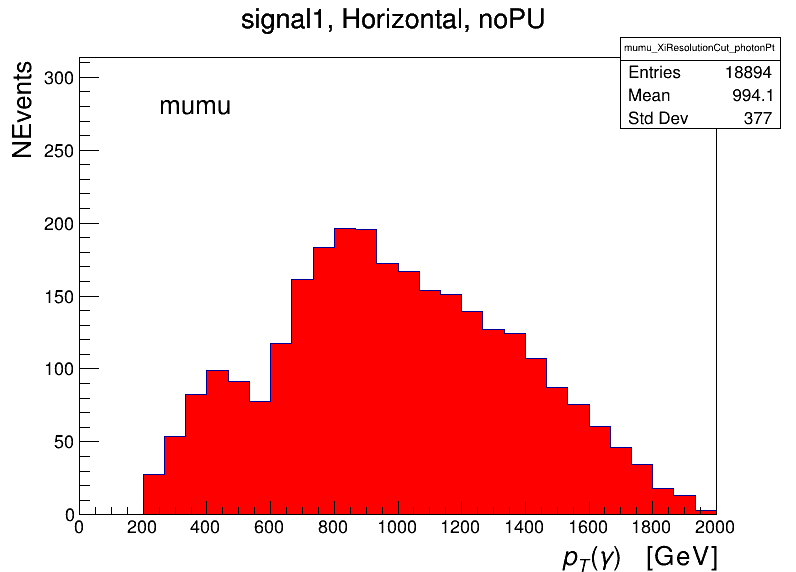 signal1, Horizontal, noPU
mumu_XiResolutionCut_photonPt
Entries 18894
Mean 994.1
Std Dev 377
NEvents
mumu
300
250
200
150
100
50
0
0 200 400 600 800 1000 1200 1400 1600 1800 2000
p_T(γ) [GeV]